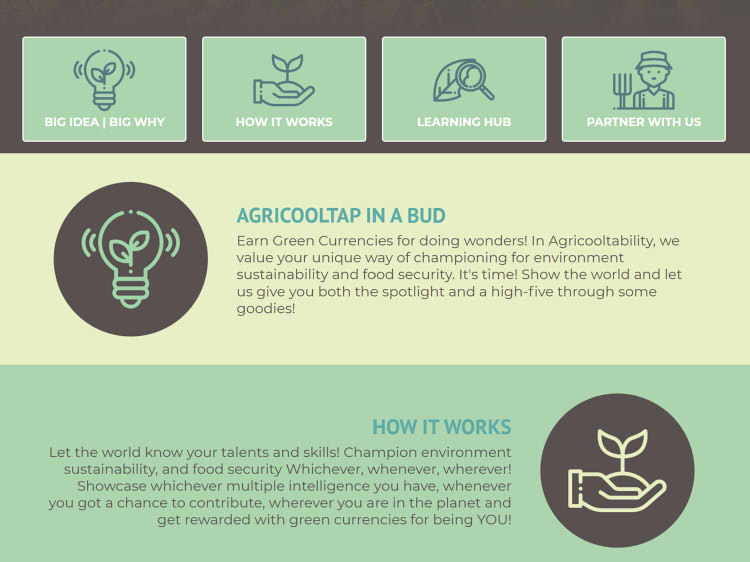 BIG IDEA | BIG WHY
HOW IT WORKS
LEARNING HUB
PARTNER WITH US
AGRICOOLTAP IN A BUD
Earn Green Currencies for doing wonders! In Agricooltability, we
value your unique way of championing for environment
sustainability and food security. It's time! Show the world and let
us give you both the spotlight and a high-five through some
goodies!
HOW IT WORKS
Let the world know your talents and skills! Champion environment
sustainability, and food security Whichever, whenever, wherever!
Showcase whichever multiple intelligence you have, whenever
you got a chance to contribute, wherever you are in the planet and
get rewarded with green currencies for being YOU!